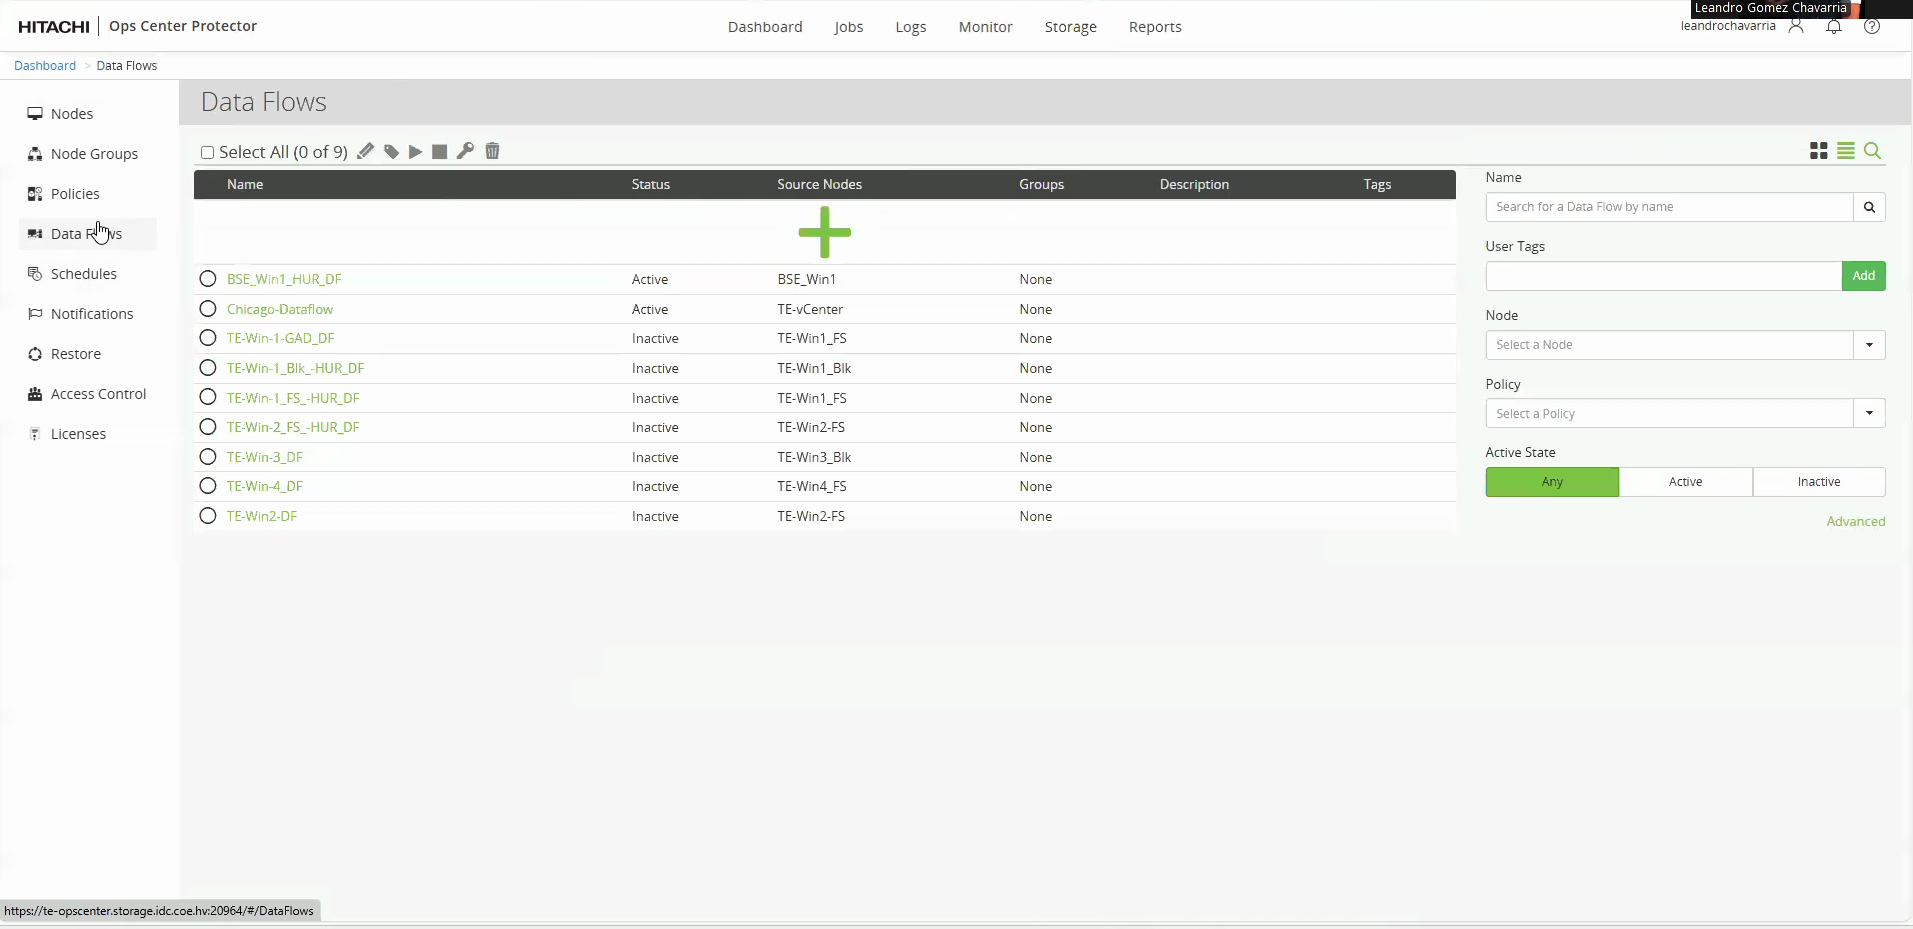 Leandro Gomez Chavarria
HITACHI Ops Center Protector Dashboard Jobs Logs Monitor Storage Reports leandrochavarria
Dashboard > Data Flows
Nodes
Node Groups
Policies
Data Flows
Schedules
Notifications
Restore
Access Control
Licenses
Data Flows
Select All (0 of 9)
Name Status Source Nodes Groups Description Tags
BSE_Win1_HUR_DF Active BSE_Win1 None
Chicago-Dataflow Active TE-vCenter None
TE-Win-1-GAD_DF Inactive TE-Win1_FS None
TE-Win-1_Blk_-HUR_DF Inactive TE-Win1_Blk None
TE-Win-1_FS_-HUR_DF Inactive TE-Win1_FS None
TE-Win-2_FS_-HUR_DF Inactive TE-Win2-FS None
TE-Win-3_DF Inactive TE-Win3_Blk None
TE-Win-4_DF Inactive TE-Win4_FS None
TE-Win2-DF Inactive TE-Win2-FS None
Name
Search for a Data Flow by name
User Tags
Add
Node
Select a Node
Policy
Select a Policy
Active State
Any Active Inactive
Advanced
https://te-opscenter.storage.idc.coe.hv:20964/#/DataFlows